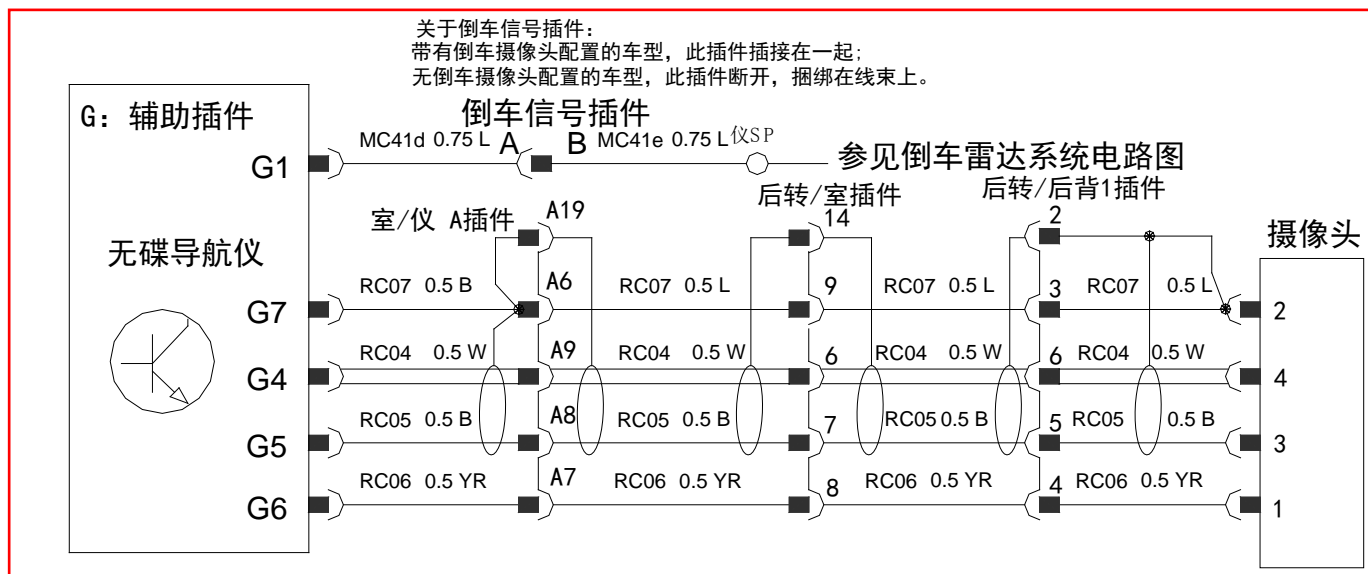 关于倒车信号插件：
带有倒车摄像头配置的车型，此插件插接在一起；
无倒车摄像头配置的车型，此插件断开，捆绑在线束上。
G：辅助插件
倒车信号插件
G1 MC41d 0.75 L A B MC41e 0.75 L 仪SP
参见倒车雷达系统电路图
室/仪 A插件 A19 后转/室插件 14 后转/后背1插件 2
无碟导航仪
摄像头
G7 RC07 0.5 B A6 RC07 0.5 L 9 RC07 0.5 L 3 RC07 0.5 L 2
G4 RC04 0.5 W A9 RC04 0.5 W 6 RC04 0.5 W 6 RC04 0.5 W 4
G5 RC05 0.5 B A8 RC05 0.5 B 7 RC05 0.5 B 5 RC05 0.5 B 3
G6 RC06 0.5 YR A7 RC06 0.5 YR 8 RC06 0.5 YR 4 RC06 0.5 YR 1